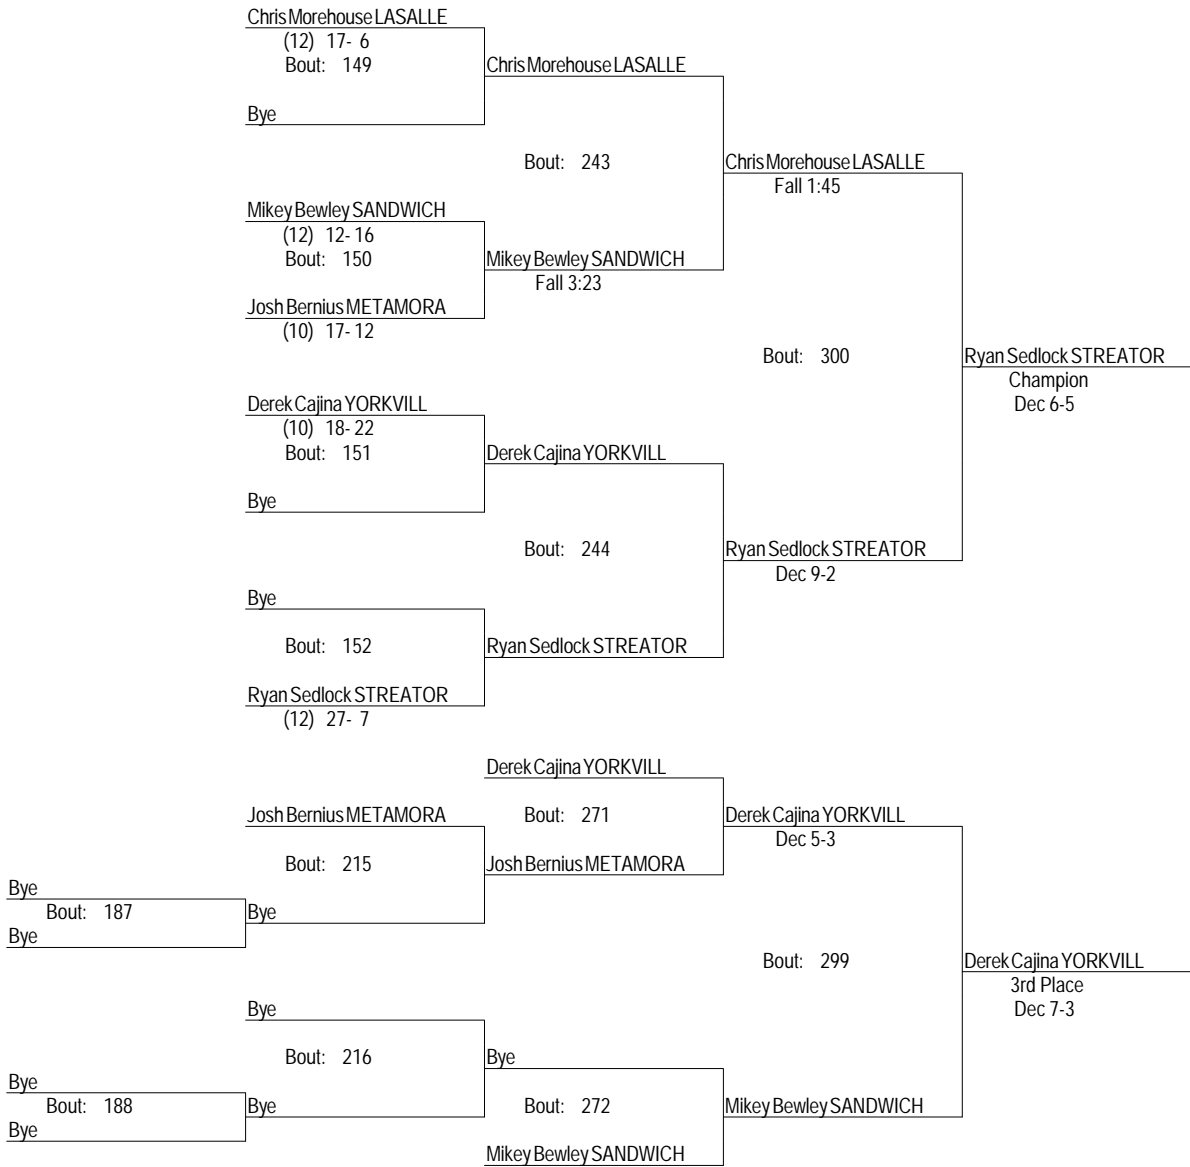 Chris Morehouse LASALLE
(12) 17- 6
Bout: 149
Chris Morehouse LASALLE
Bye
Bout: 243
Chris Morehouse LASALLE
Fall 1:45
Mikey Bewley SANDWICH
(12) 12- 16
Bout: 150
Mikey Bewley SANDWICH
Fall 3:23
Josh Bernius METAMORA
(10) 17- 12
Bout: 300
Ryan Sedlock STREATOR
Champion
Dec 6-5
Derek Cajina YORKVILL
(10) 18- 22
Bout: 151
Derek Cajina YORKVILL
Bye
Bout: 244
Ryan Sedlock STREATOR
Dec 9-2
Bye
Bout: 152
Ryan Sedlock STREATOR
Ryan Sedlock STREATOR
(12) 27- 7
Derek Cajina YORKVILL
Josh Bernius METAMORA
Bout: 271
Derek Cajina YORKVILL
Dec 5-3
Bout: 215
Josh Bernius METAMORA
Bye
Bout: 187
Bye
Bye
Bout: 299
Derek Cajina YORKVILL
3rd Place
Dec 7-3
Bye
Bout: 216
Bye
Bye
Bout: 188
Bye
Bout: 272
Mikey Bewley SANDWICH
Bye
Mikey Bewley SANDWICH